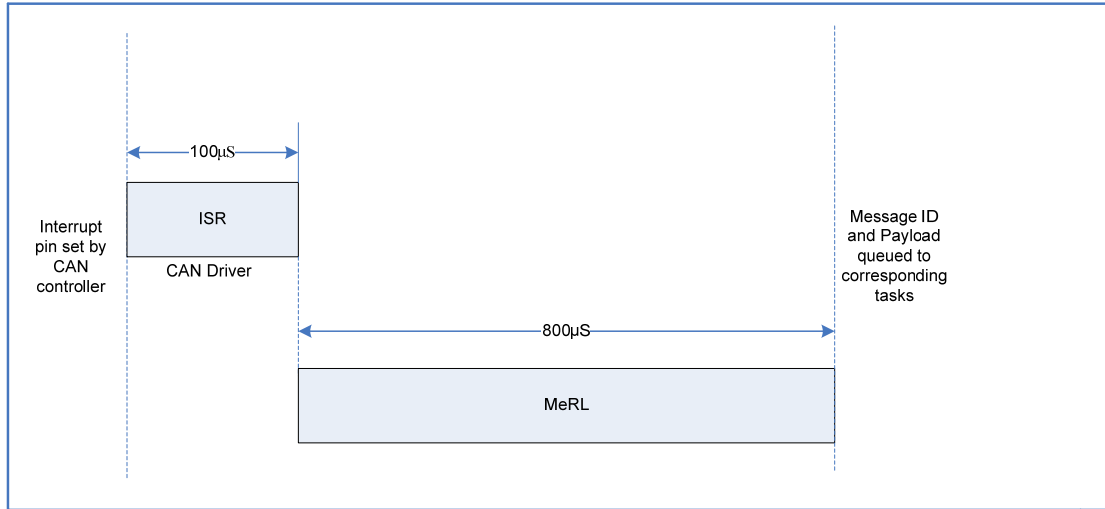 100μS
ISR
CAN Driver
Interrupt
pin set by
CAN
controller
Message ID
and Payload
queued to
corresponding
tasks
800µS
MeRL